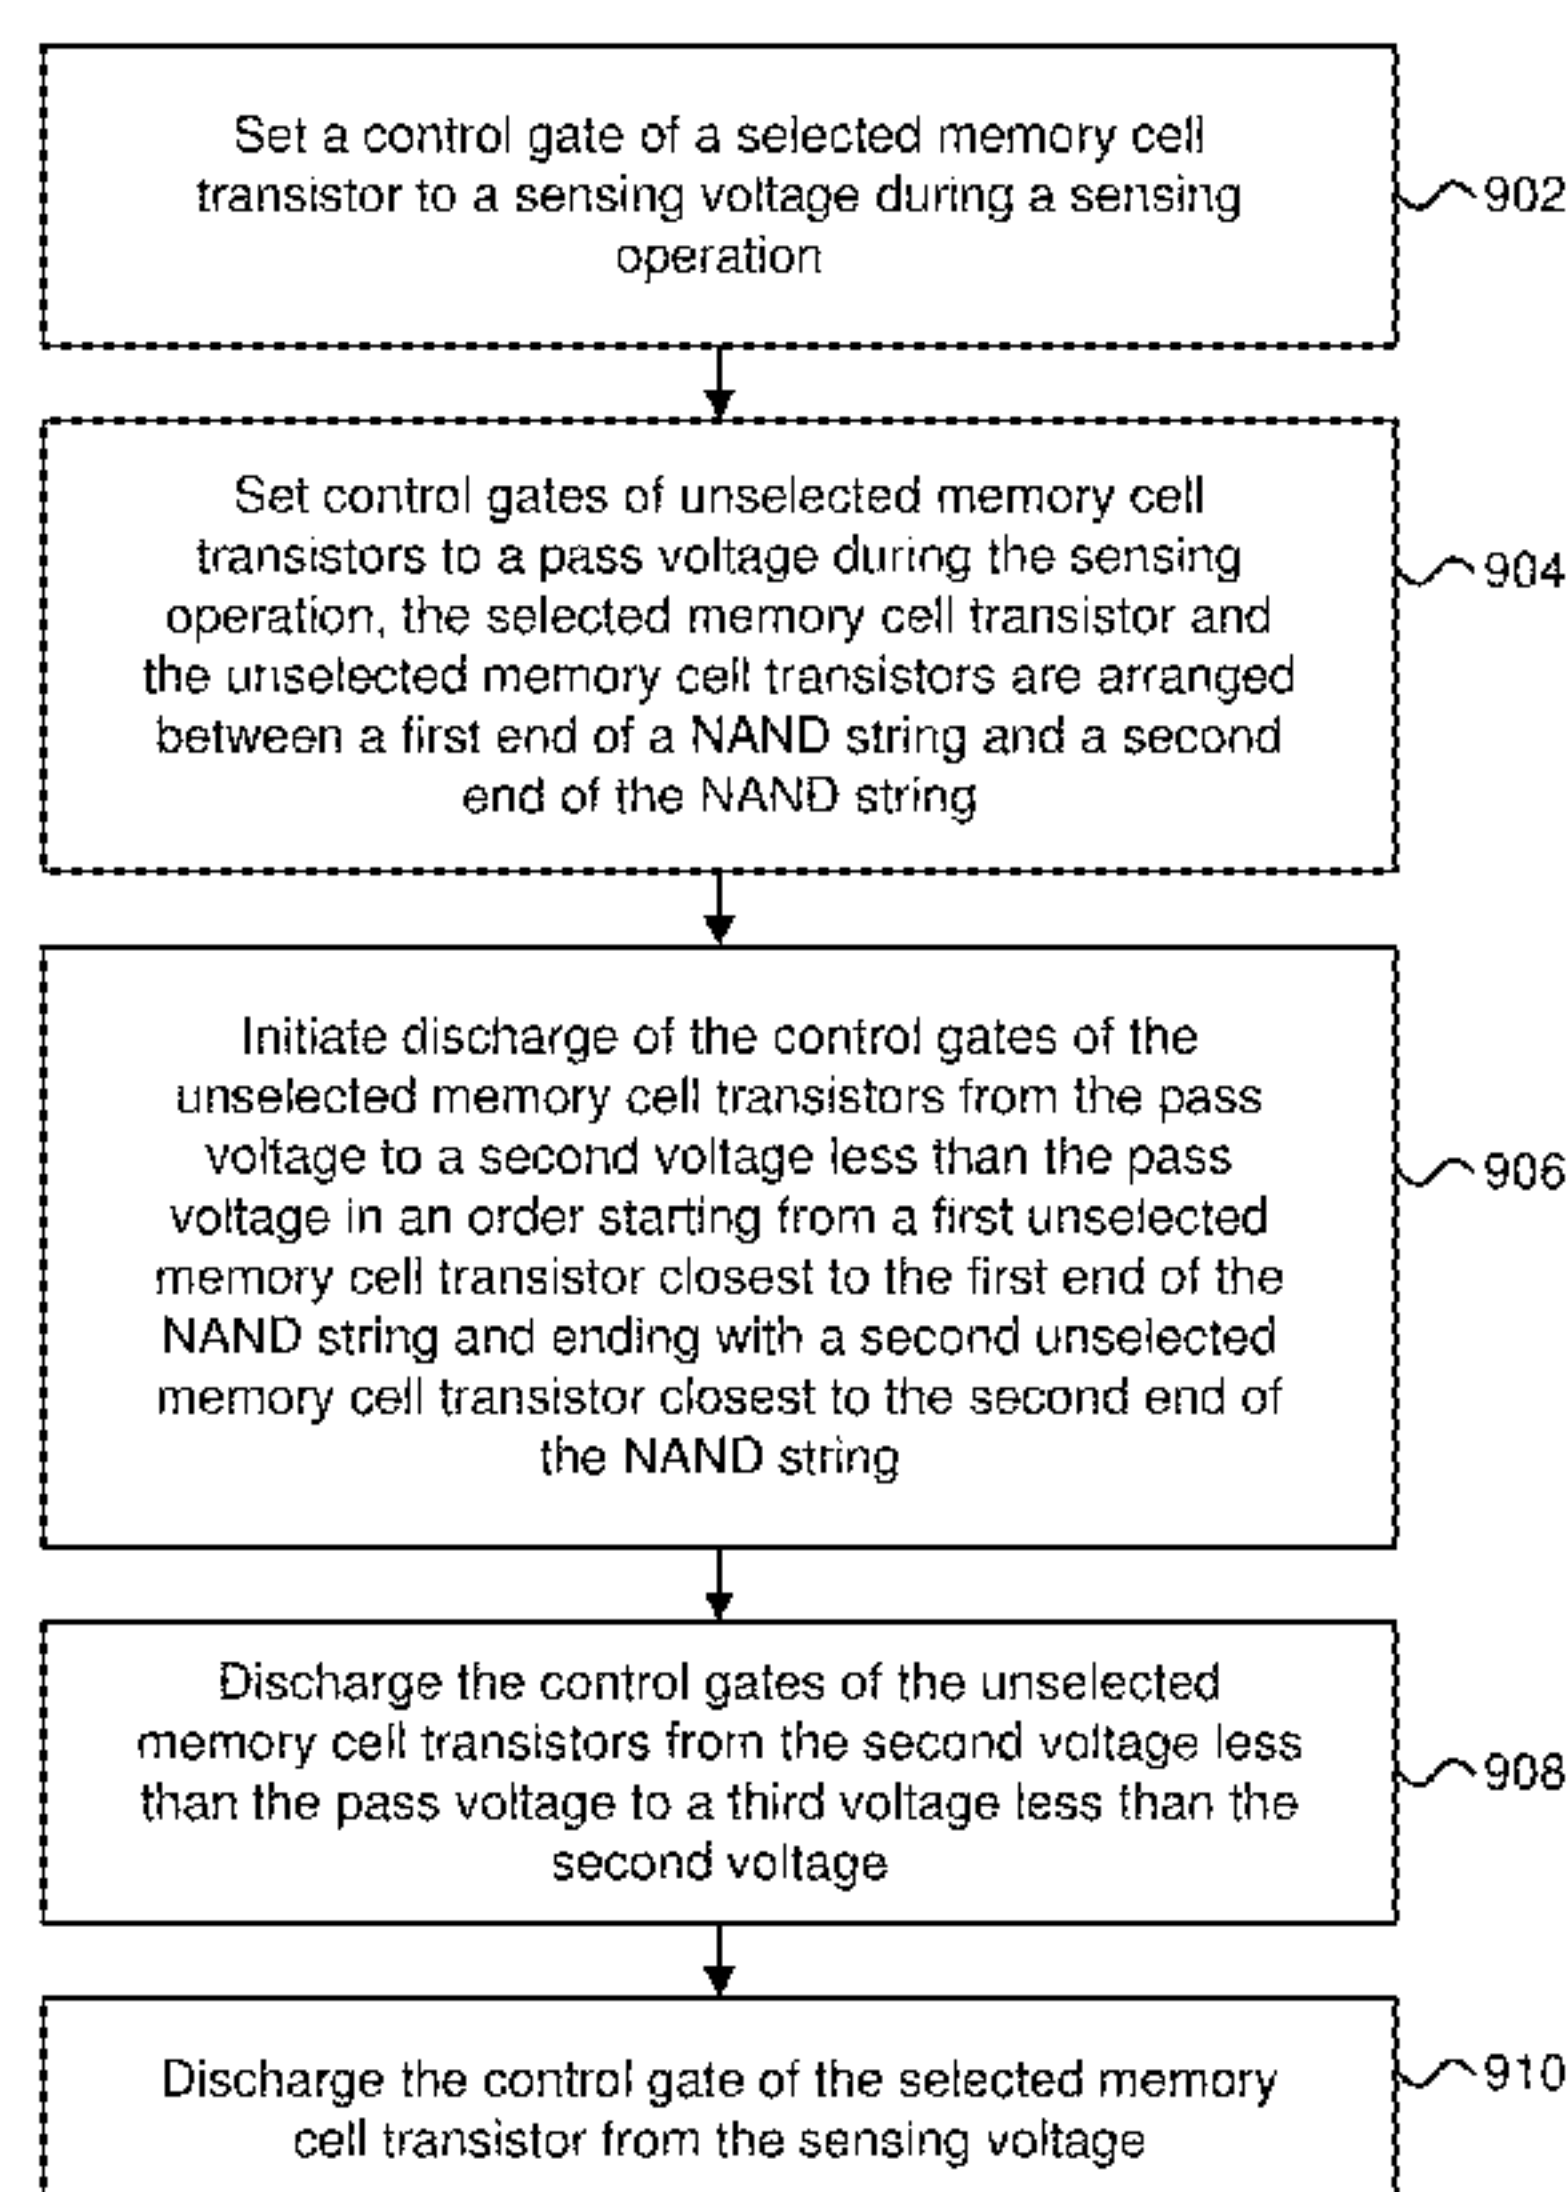 Set a control gate of a selected memory cell
transistor to a sensing voltage during a sensing
operation
902
Set control gates of unselected memory cell
transistors to a pass voltage during the sensing
operation, the selected memory cell transistor and
the unselected memory cell transistors are arranged
between a first end of a NAND string and a second
end of the NAND string
904
Initiate discharge of the control gates of the
unselected memory cell transistors from the pass
voltage to a second voltage less than the pass
voltage in an order starting from a first unselected
memory cell transistor closest to the first end of the
NAND string and ending with a second unselected
memory cell transistor closest to the second end of
the NAND string
906
Discharge the control gates of the unselected
memory cell transistors from the second voltage less
than the pass voltage to a third voltage less than the
second voltage
908
Discharge the control gate of the selected memory
cell transistor from the sensing voltage
910